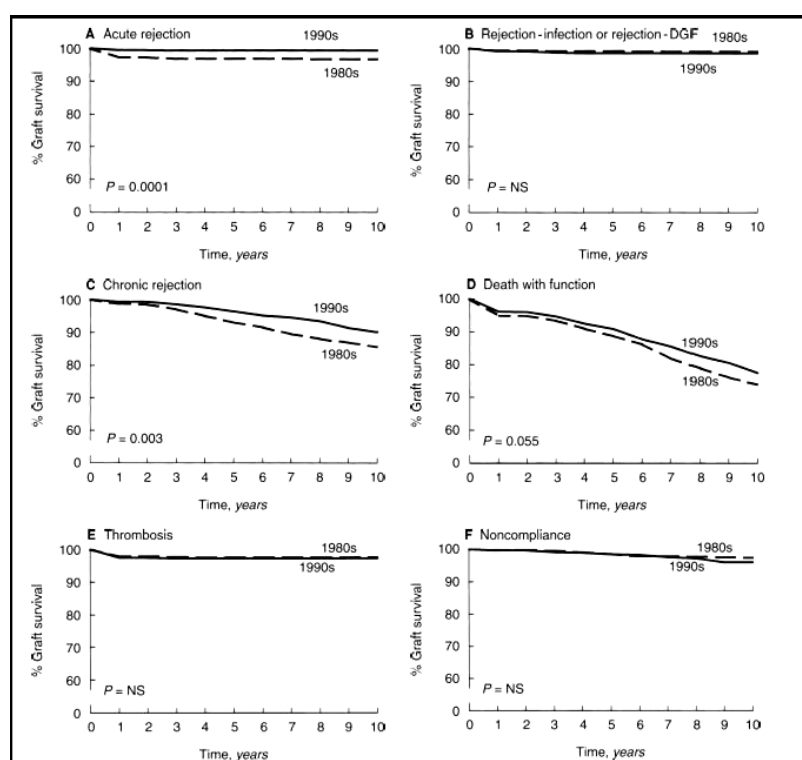 A Acute rejection
1990s
1980s
% Graft survival
100
90
80
70
60
0
P = 0.0001
0 1 2 3 4 5 6 7 8 9 10
Time, years
B Rejection-infection or rejection-DGF
1980s
1990s
% Graft survival
100
90
80
70
60
0
P = NS
0 1 2 3 4 5 6 7 8 9 10
Time, years
C Chronic rejection
1990s
1980s
% Graft survival
100
90
80
70
60
0
P = 0.003
0 1 2 3 4 5 6 7 8 9 10
Time, years
D Death with function
1990s
1980s
% Graft survival
100
90
80
70
60
0
P = 0.055
0 1 2 3 4 5 6 7 8 9 10
Time, years
E Thrombosis
1980s
1990s
% Graft survival
100
90
80
70
60
0
P = NS
0 1 2 3 4 5 6 7 8 9 10
Time, years
F Noncompliance
1980s
1990s
% Graft survival
100
90
80
70
60
0
P = NS
0 1 2 3 4 5 6 7 8 9 10
Time, years